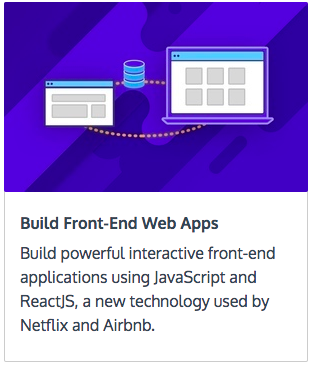 Build Front-End Web Apps
Build powerful interactive front-end
applications using JavaScript and
ReactJS, a new technology used by
Netflix and Airbnb.